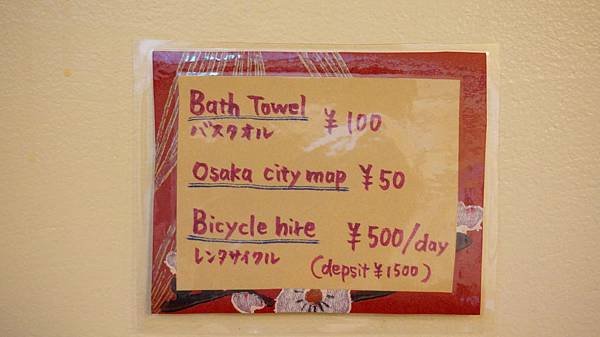 Bath Towel ¥100
バスタオル
Osaka city map ¥50
Bicycle hire ¥500/day
レンタサイクル (depsit ¥1500)